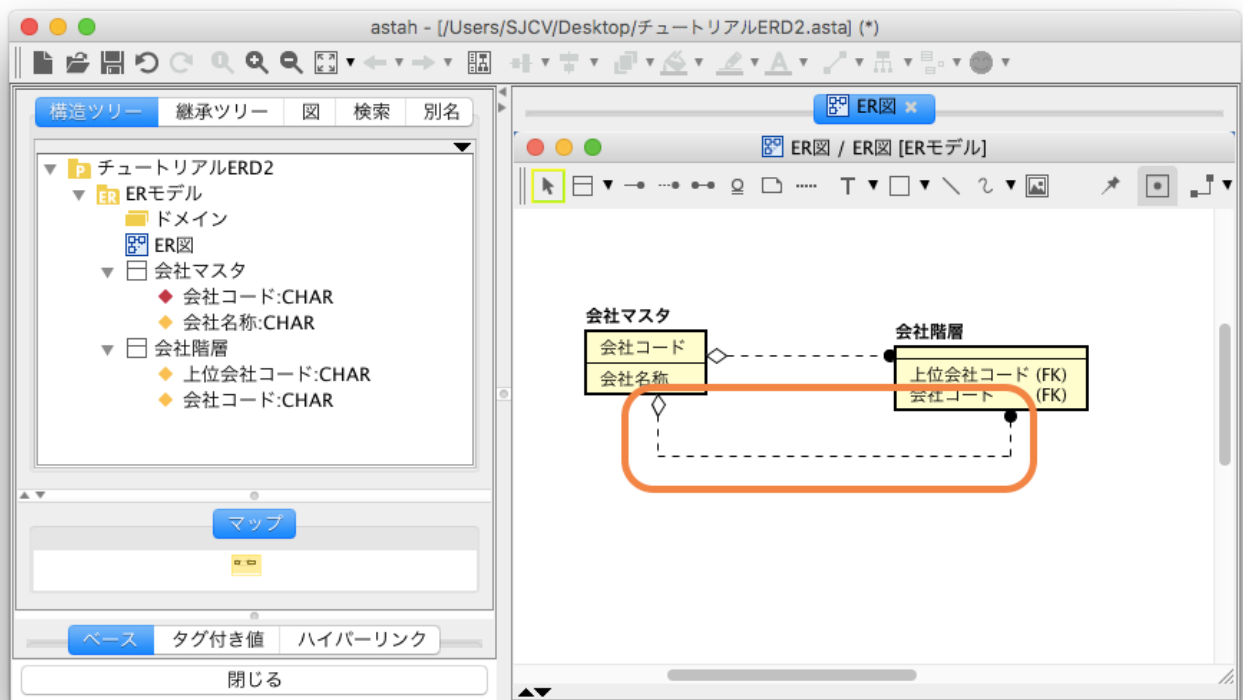 astah - [/Users/SJCV/Desktop/チュートリアルERD2.asta] (*)
構造ツリー 継承ツリー 図 検索 別名
チュートリアルERD2
ERモデル
ドメイン
ER図
会社マスタ
会社コード:CHAR
会社名称:CHAR
会社階層
上位会社コード:CHAR
会社コード:CHAR
マップ
ベース タグ付き値 ハイパーリンク
閉じる
ER図
ER図 / ER図 [ERモデル]
T
会社マスタ
会社コード
会社名称
会社階層
上位会社コード (FK)
会社コード (FK)